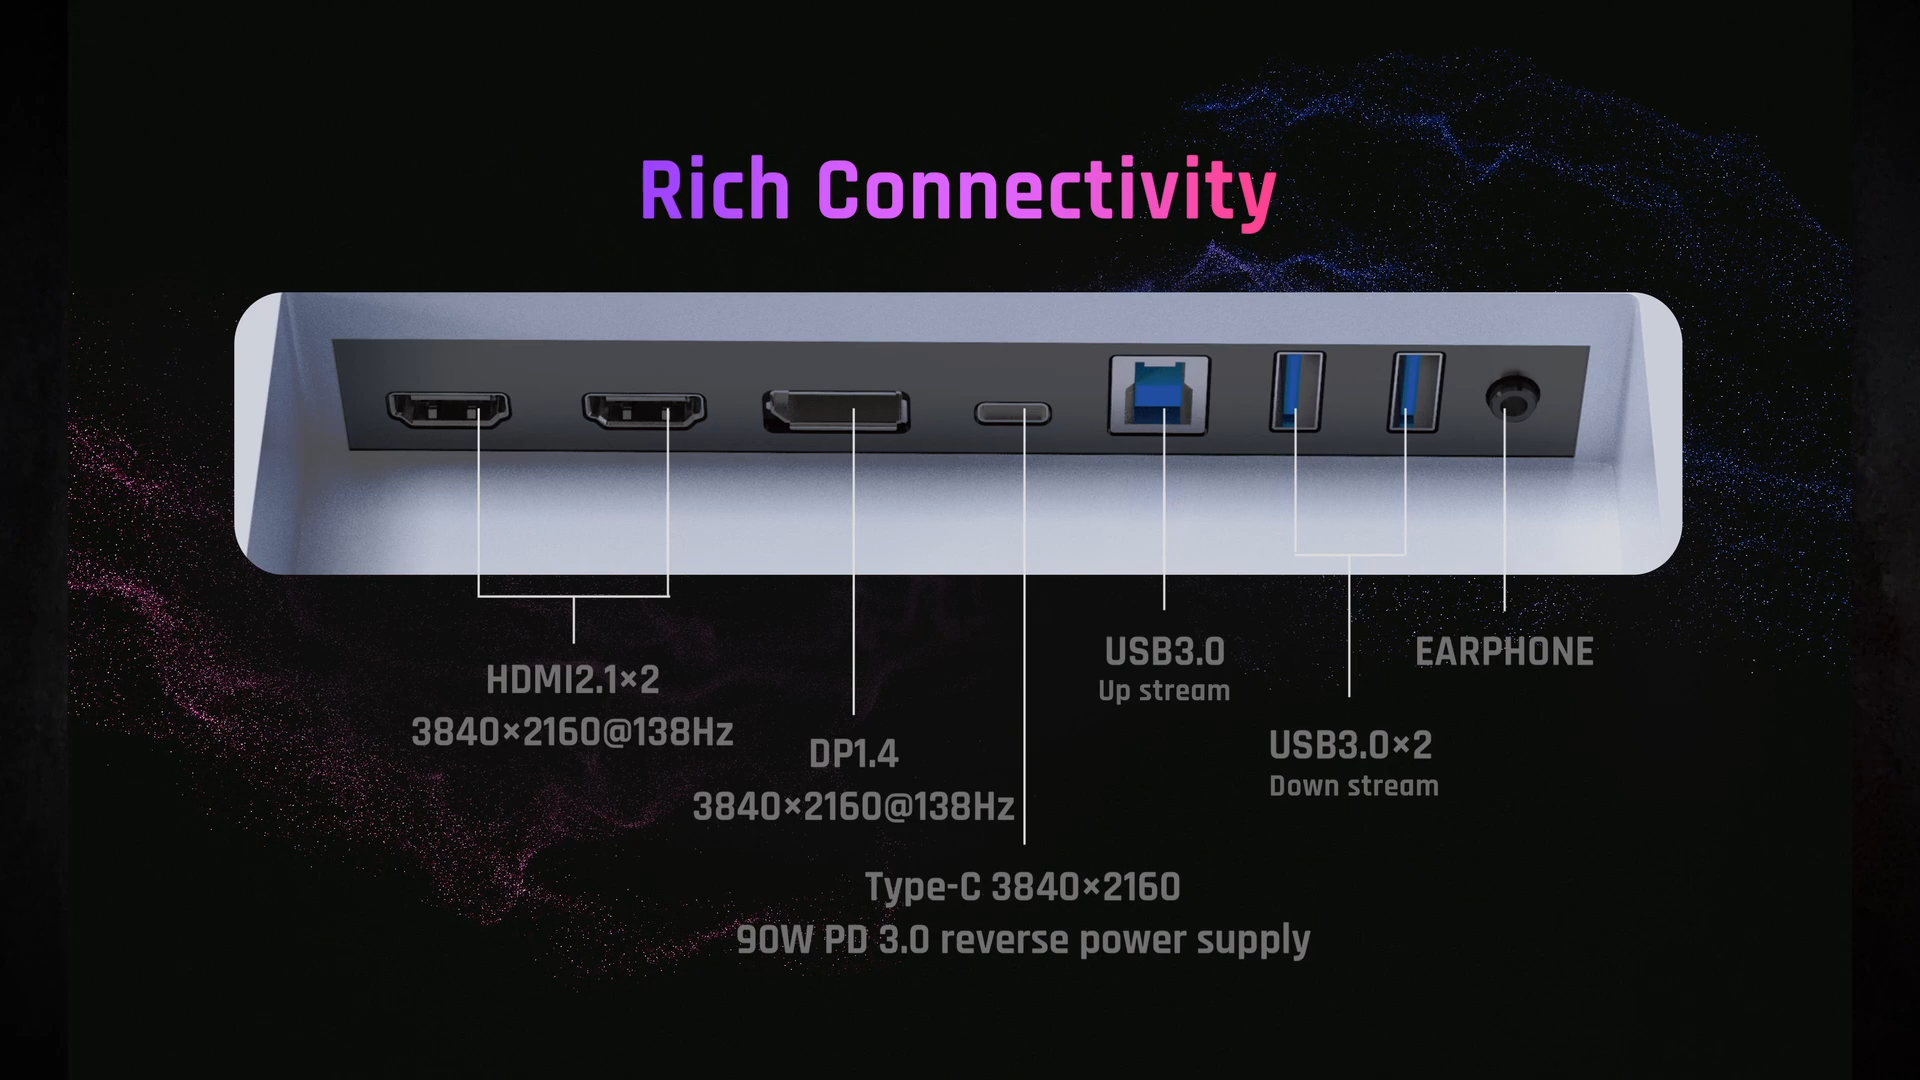 Rich Connectivity
HDMI2.1×2
3840×2160@138Hz
DP1.4
3840×2160@138Hz
Type-C 3840×2160
90W PD 3.0 reverse power supply
USB3.0
Up stream
USB3.0×2
Down stream
EARPHONE